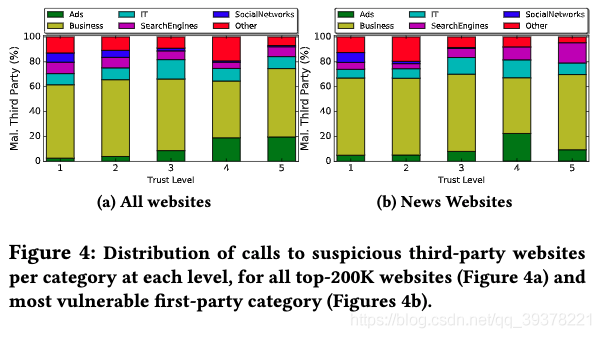 Ads IT SocialNetworks
Business SearchEngines Other
Mal. Third Party (%)
100
80
60
40
20
0
1 2 3 4 5
Trust Level
(a) All websites
Ads IT SocialNetworks
Business SearchEngines Other
Mal. Third Party (%)
100
80
60
40
20
0
1 2 3 4 5
Trust Level
(b) News Websites
Figure 4: Distribution of calls to suspicious third-party websites
per category at each level, for all top-200K websites (Figure 4a) and
most vulnerable first-party category (Figures 4b).
https://blog.csdn.net/qq_39378221